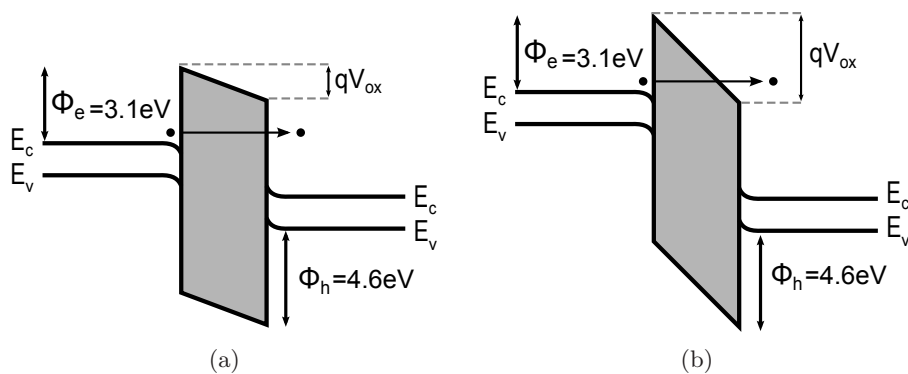 Φe=3.1eV
qVox
Ec
Ev
Ec
Ev
Φh=4.6eV
(a)
Φe=3.1eV
qVox
Ec
Ev
Ec
Ev
Φh=4.6eV
(b)